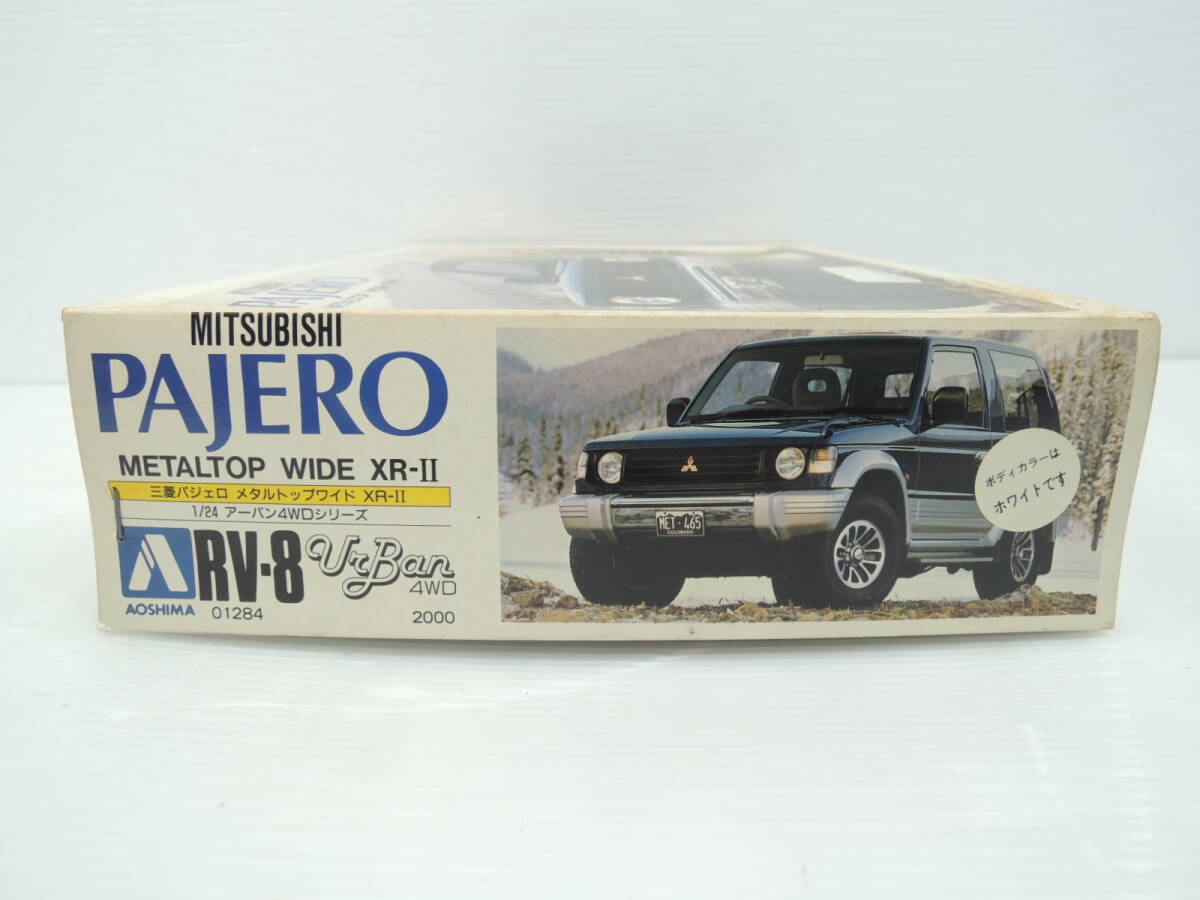 PAJERO
MITSUBISHI
PAJERO
METALTOP WIDE XR-II
三菱パジェロ メタルトップワイド XR-II
1/24 アーバン4WDシリーズ
AOSHIMA
RV-8
UrBan
4WD
01284
2000
MET・465
COLORADO
ボディカラーは
ホワイトです